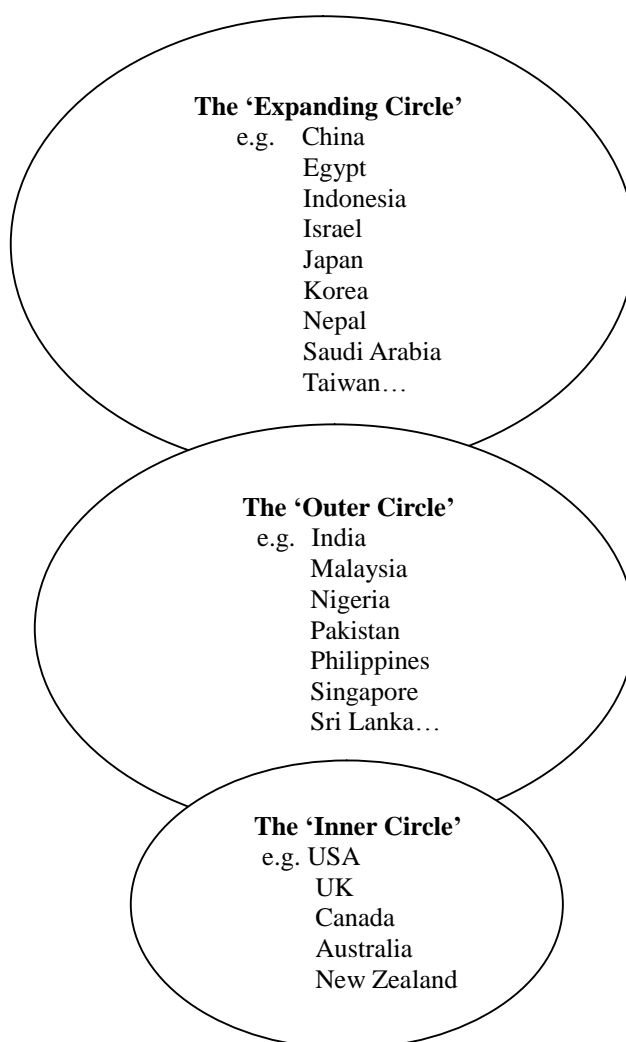 The ‘Expanding Circle’
e.g. China
Egypt
Indonesia
Israel
Japan
Korea
Nepal
Saudi Arabia
Taiwan…
The ‘Outer Circle’
e.g. India
Malaysia
Nigeria
Pakistan
Philippines
Singapore
Sri Lanka…
The ‘Inner Circle’
e.g. USA
UK
Canada
Australia
New Zealand